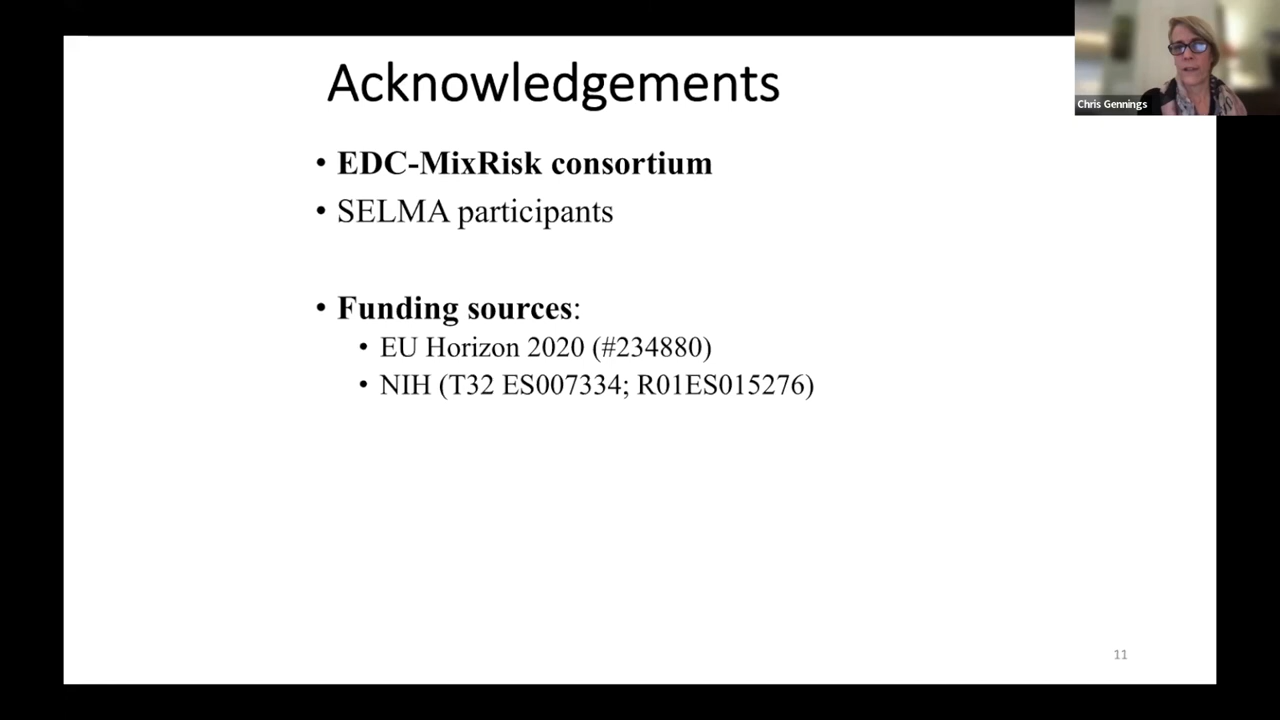 Acknowledgements
Chris Gennings
• EDC-MixRisk consortium
• SELMA participants
• Funding sources:
• EU Horizon 2020 (#234880)
• NIH (T32 ES007334; R01ES015276)
11